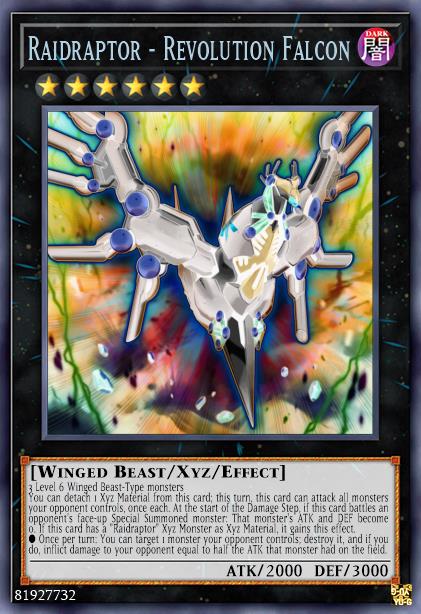 Raidraptor - Revolution Falcon
DARK
闇
[Winged Beast/Xyz/Effect]
3 Level 6 Winged Beast-Type monsters
You can detach 1 Xyz Material from this card; this turn, this card can attack all monsters
your opponent controls, once each. At the start of the Damage Step, if this card battles an
opponent's face-up Special Summoned monster: That monster's ATK and DEF become
0. If this card has a "Raidraptor" Xyz Monster as Xyz Material, it gains this effect.
● Once per turn: You can target 1 monster your opponent controls; destroy it, and if you
do, inflict damage to your opponent equal to half the ATK that monster had on the field.
ATK/2000 DEF/3000
81927732